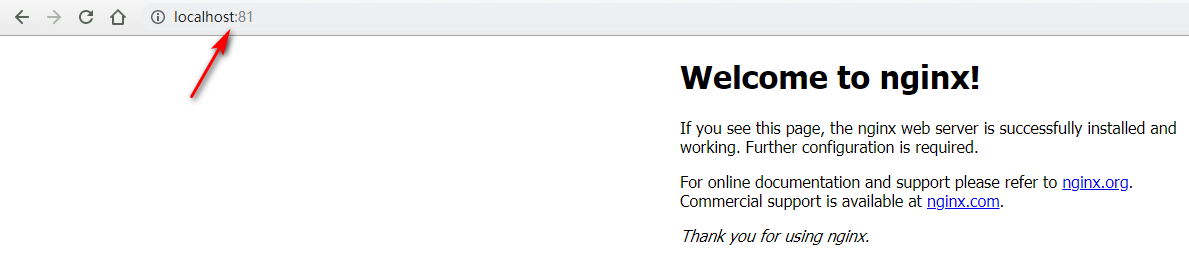 localhost:81
Welcome to nginx!
If you see this page, the nginx web server is successfully installed and
working. Further configuration is required.
For online documentation and support please refer to nginx.org.
Commercial support is available at nginx.com.
Thank you for using nginx.